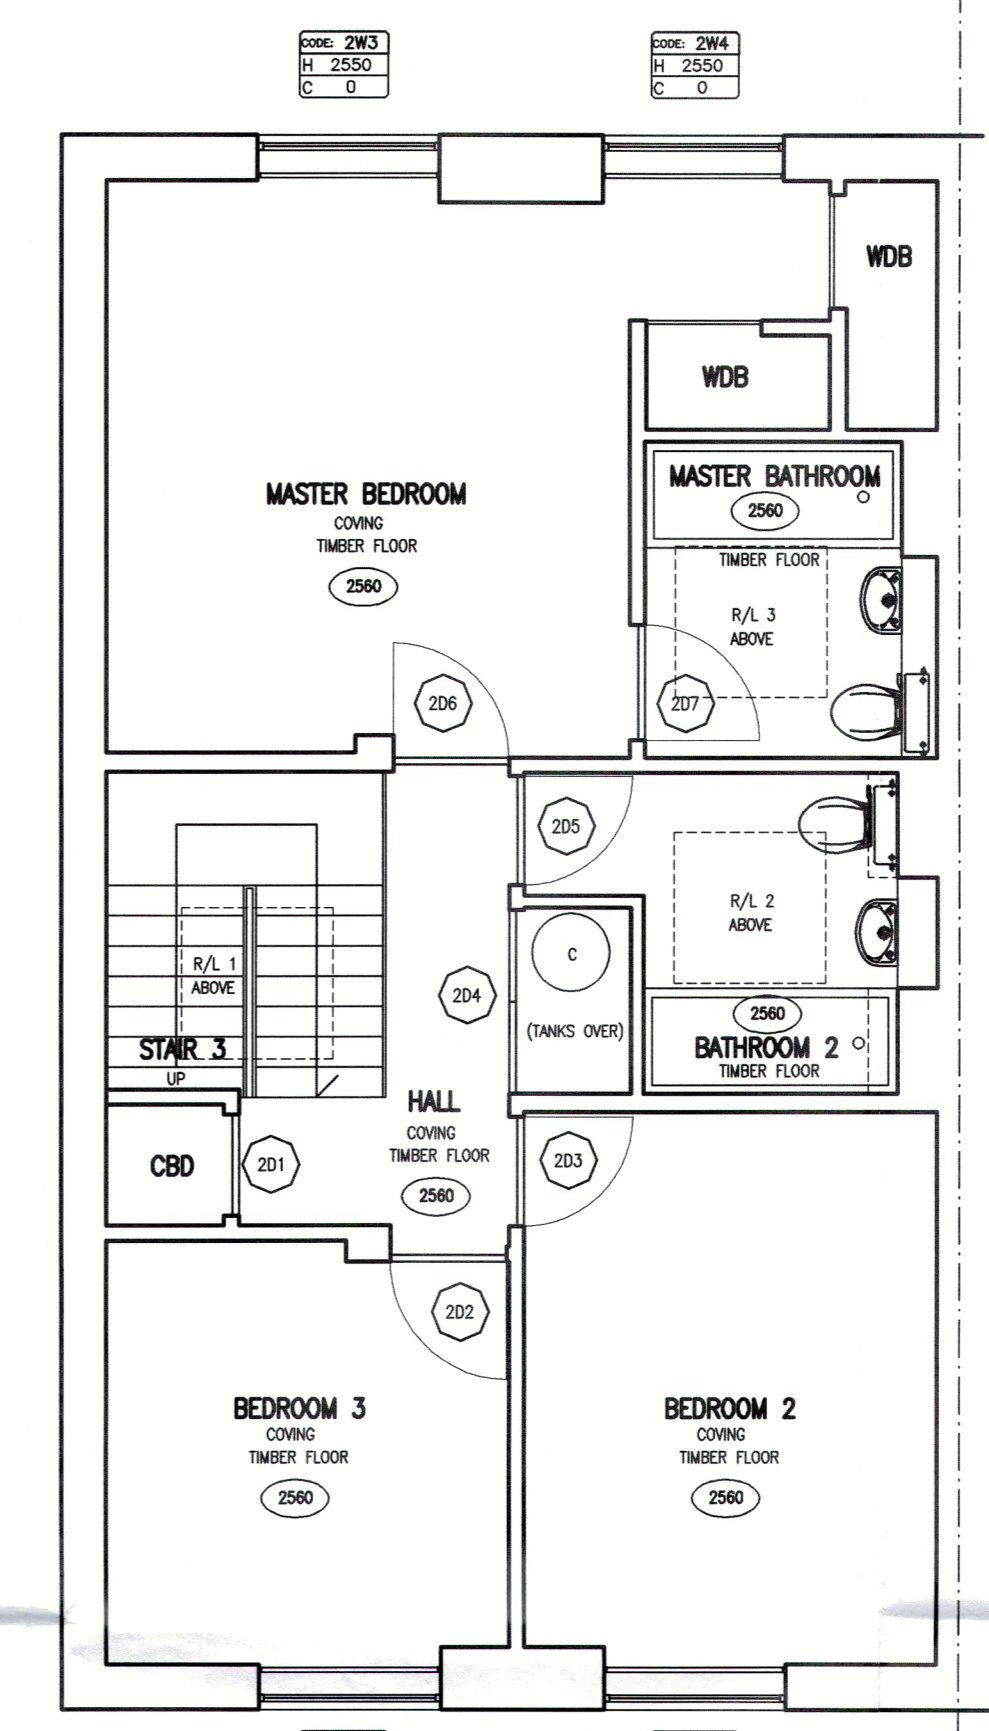 CODE: 2W3
H 2550
C 0
CODE: 2W4
H 2550
C 0
WDB
WDB
MASTER BEDROOM
COVING
TIMBER FLOOR
2560
MASTER BATHROOM
2560
TIMBER FLOOR
R/L 3
ABOVE
2D6
2D7
2D5
R/L 2
ABOVE
R/L 1
ABOVE
STAIR 3
UP
2D4
C
(TANKS OVER)
2560
BATHROOM 2
TIMBER FLOOR
HALL
COVING
TIMBER FLOOR
2560
CBD
2D1
2D3
2D2
BEDROOM 3
COVING
TIMBER FLOOR
2560
BEDROOM 2
COVING
TIMBER FLOOR
2560